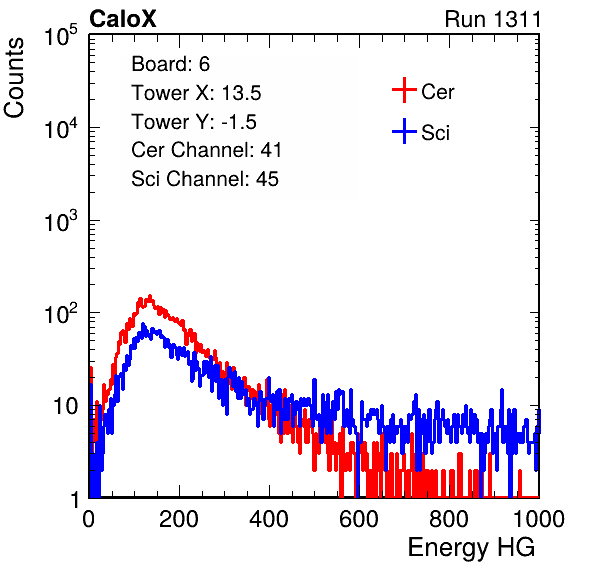 CaloX Run 1311
Board: 6
Tower X: 13.5
Tower Y: -1.5
Cer Channel: 41
Sci Channel: 45
Cer
Sci
Counts
10^5
10^4
10^3
10^2
10
1
0 200 400 600 800 1000
Energy HG